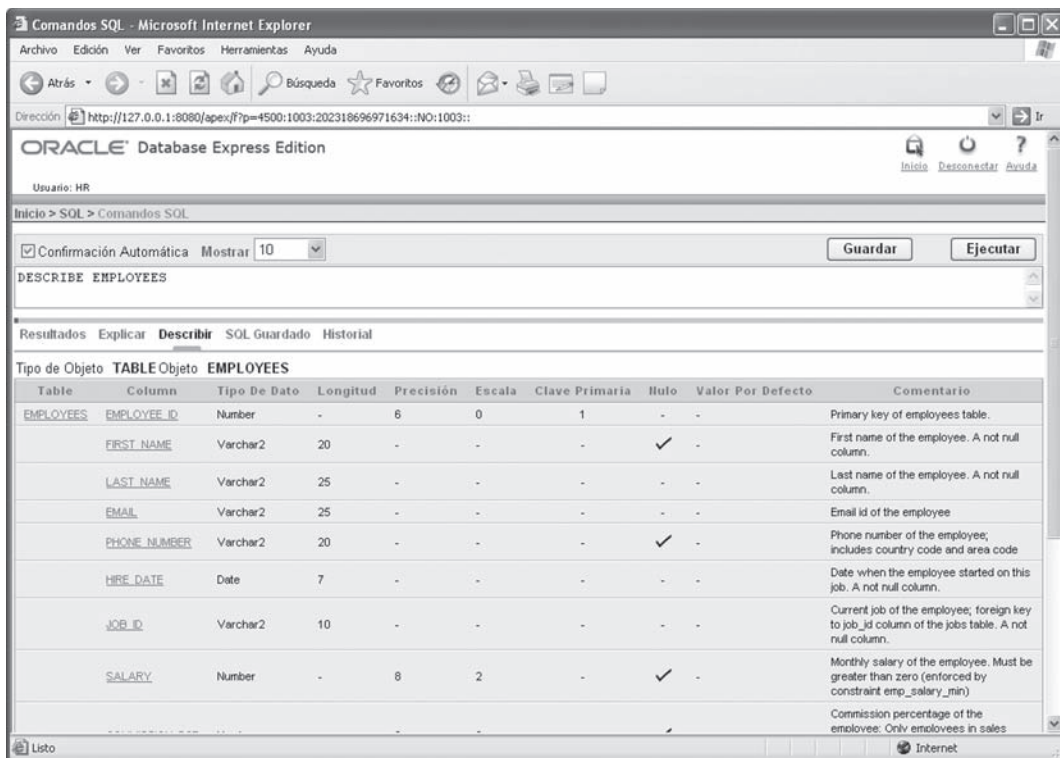 Comandos SQL - Microsoft Internet Explorer
Archivo Edición Ver Favoritos Herramientas Ayuda
Atrás Búsqueda Favoritos
Dirección http://127.0.0.1:8080/apex/f?p=4500:1003:202318696971634::NO:1003:: Ir
ORACLE Database Express Edition
Inicio Desconectar Ayuda
Usuario: HR
Inicio > SQL > Comandos SQL
Confirmación Automática Mostrar 10 Guardar Ejecutar
DESCRIBE EMPLOYEES
Resultados Explicar Describir SQL Guardado Historial
Tipo de Objeto TABLE Objeto EMPLOYEES
Table Column Tipo De Dato Longitud Precisión Escala Clave Primaria Nulo Valor Por Defecto Comentario
EMPLOYEES EMPLOYEE_ID Number - 6 0 1 - - Primary key of employees table.
FIRST_NAME Varchar2 20 - - - ✓ - First name of the employee. A not null
column.
LAST_NAME Varchar2 25 - - - - - Last name of the employee. A not null
column.
EMAIL Varchar2 25 - - - - - Email id of the employee
PHONE_NUMBER Varchar2 20 - - - ✓ - Phone number of the employee;
includes country code and area code
HIRE_DATE Date 7 - - - - - Date when the employee started on this
job. A not null column.
JOB_ID Varchar2 10 - - - - - Current job of the employee; foreign key
to job_id column of the jobs table. A not
null column.
SALARY Number - 8 2 - ✓ - Monthly salary of the employee. Must be
greater than zero (enforced by
constraint emp_salary_min)
Commission percentage of the
employee; Only employees in sales
Listo Internet